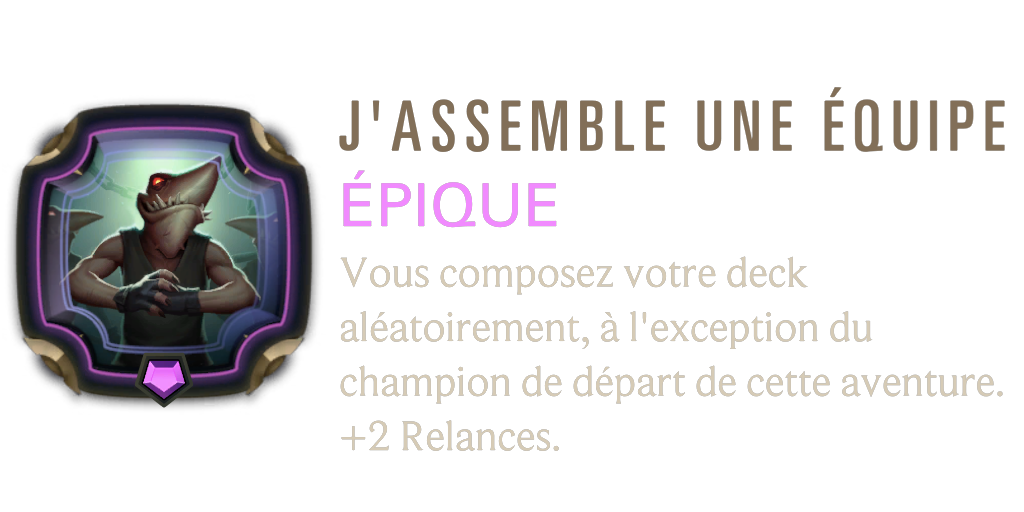 J'ASSEMBLE UNE ÉQUIPE
ÉPIQUE
Vous composez votre deck
aléatoirement, à l'exception du
champion de départ de cette aventure.
+2 Relances.